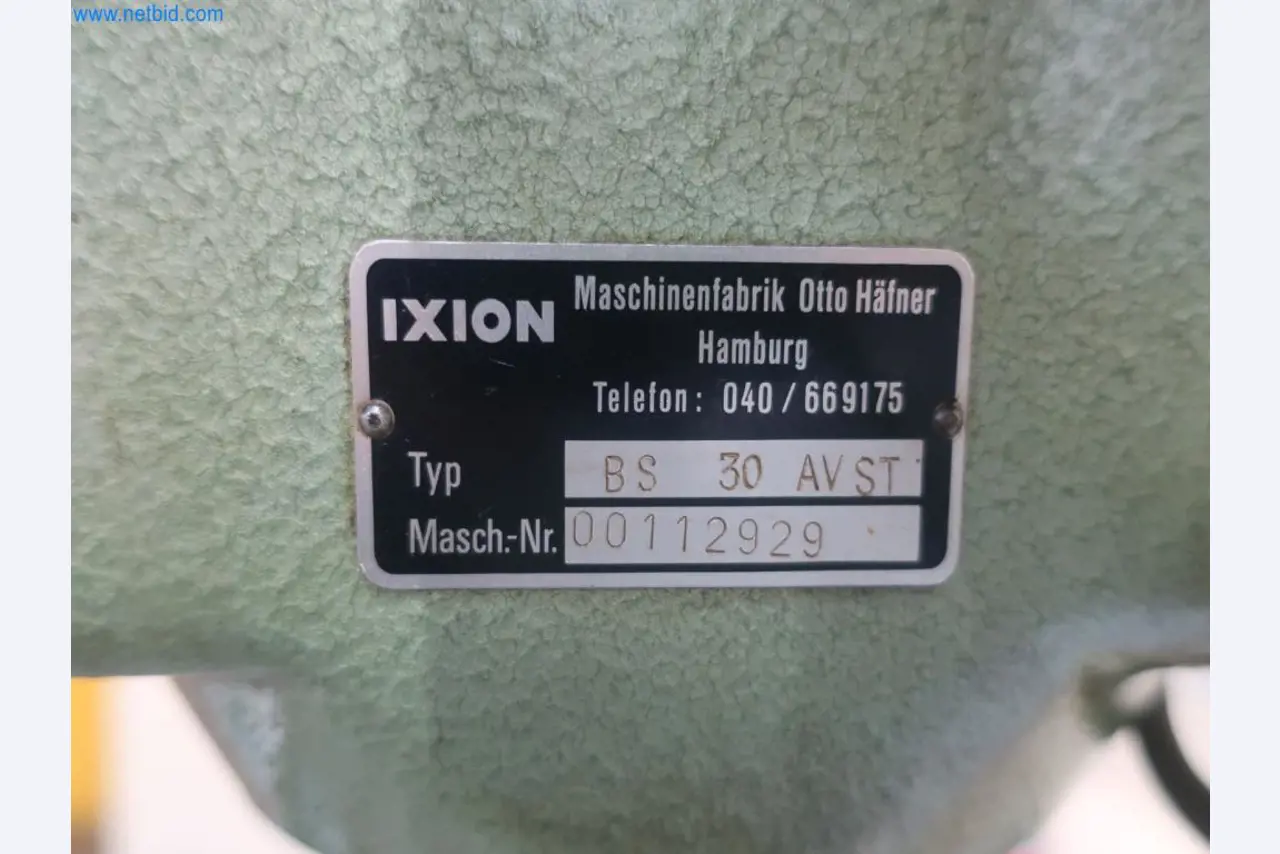 www.netbid.com
IXION
Maschinenfabrik Otto Häfner
Hamburg
Telefon: 040/669175
Typ BS 30 AV ST
Masch.-Nr. 00112929